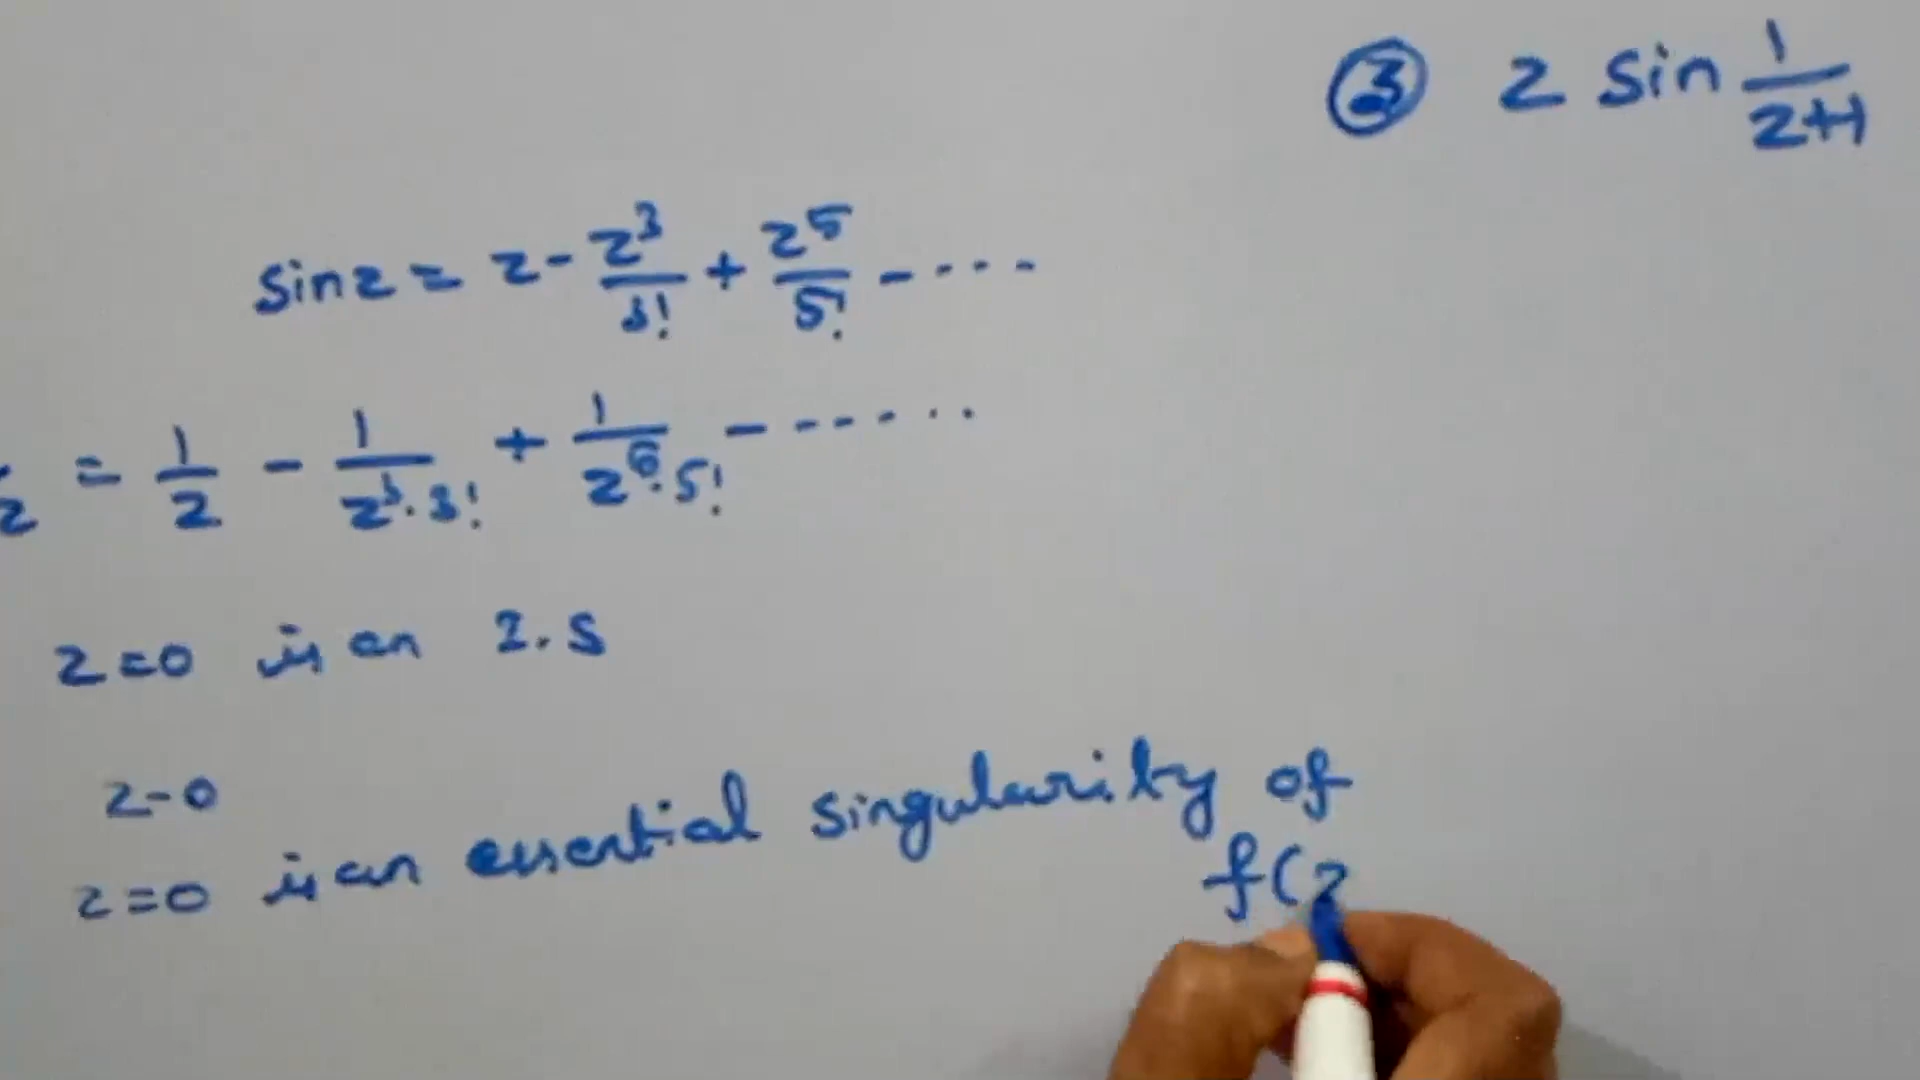 ③ z sin 1/(z+1)
sin z = z - z³/3! + z⁵/5! - ....
z = 1/z - 1/(z³·3!) + 1/(z⁵·5!) - .......
z=0 is an I.S
z-0
z=0 is an essential singularity of
f(z